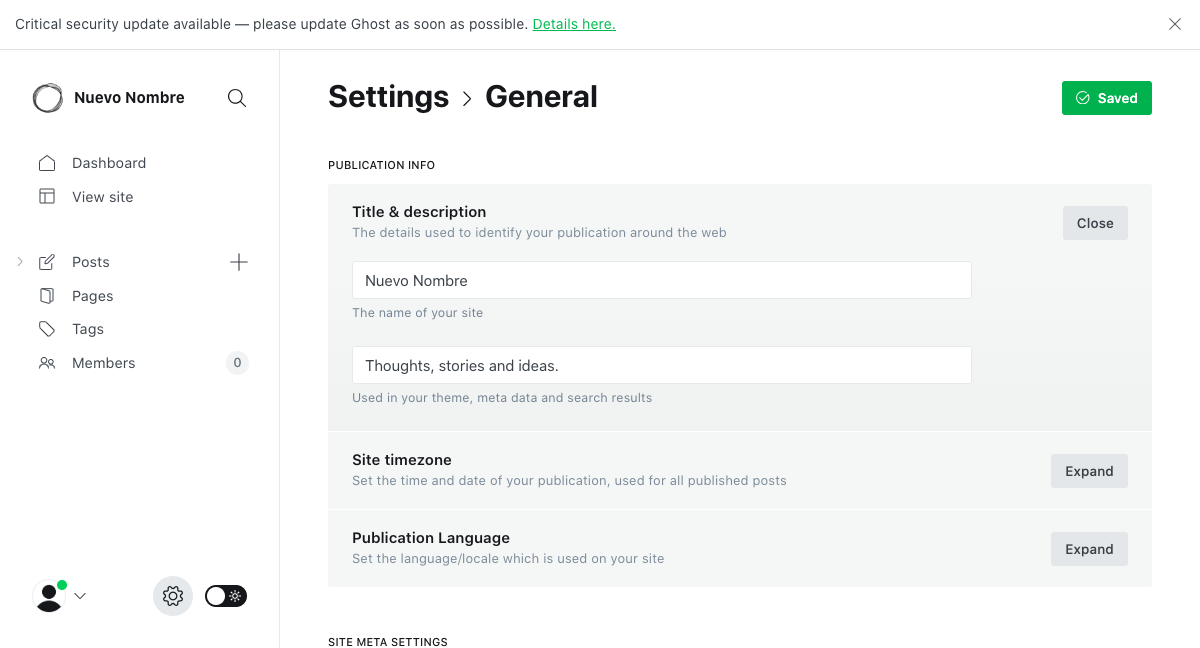 Critical security update available — please update Ghost as soon as possible. Details here.
Nuevo Nombre
Dashboard
View site
Posts
Pages
Tags
Members
0
Settings > General
Saved
PUBLICATION INFO
Title & description
The details used to identify your publication around the web
Close
Nuevo Nombre
The name of your site
Thoughts, stories and ideas.
Used in your theme, meta data and search results
Site timezone
Set the time and date of your publication, used for all published posts
Expand
Publication Language
Set the language/locale which is used on your site
Expand
SITE META SETTINGS